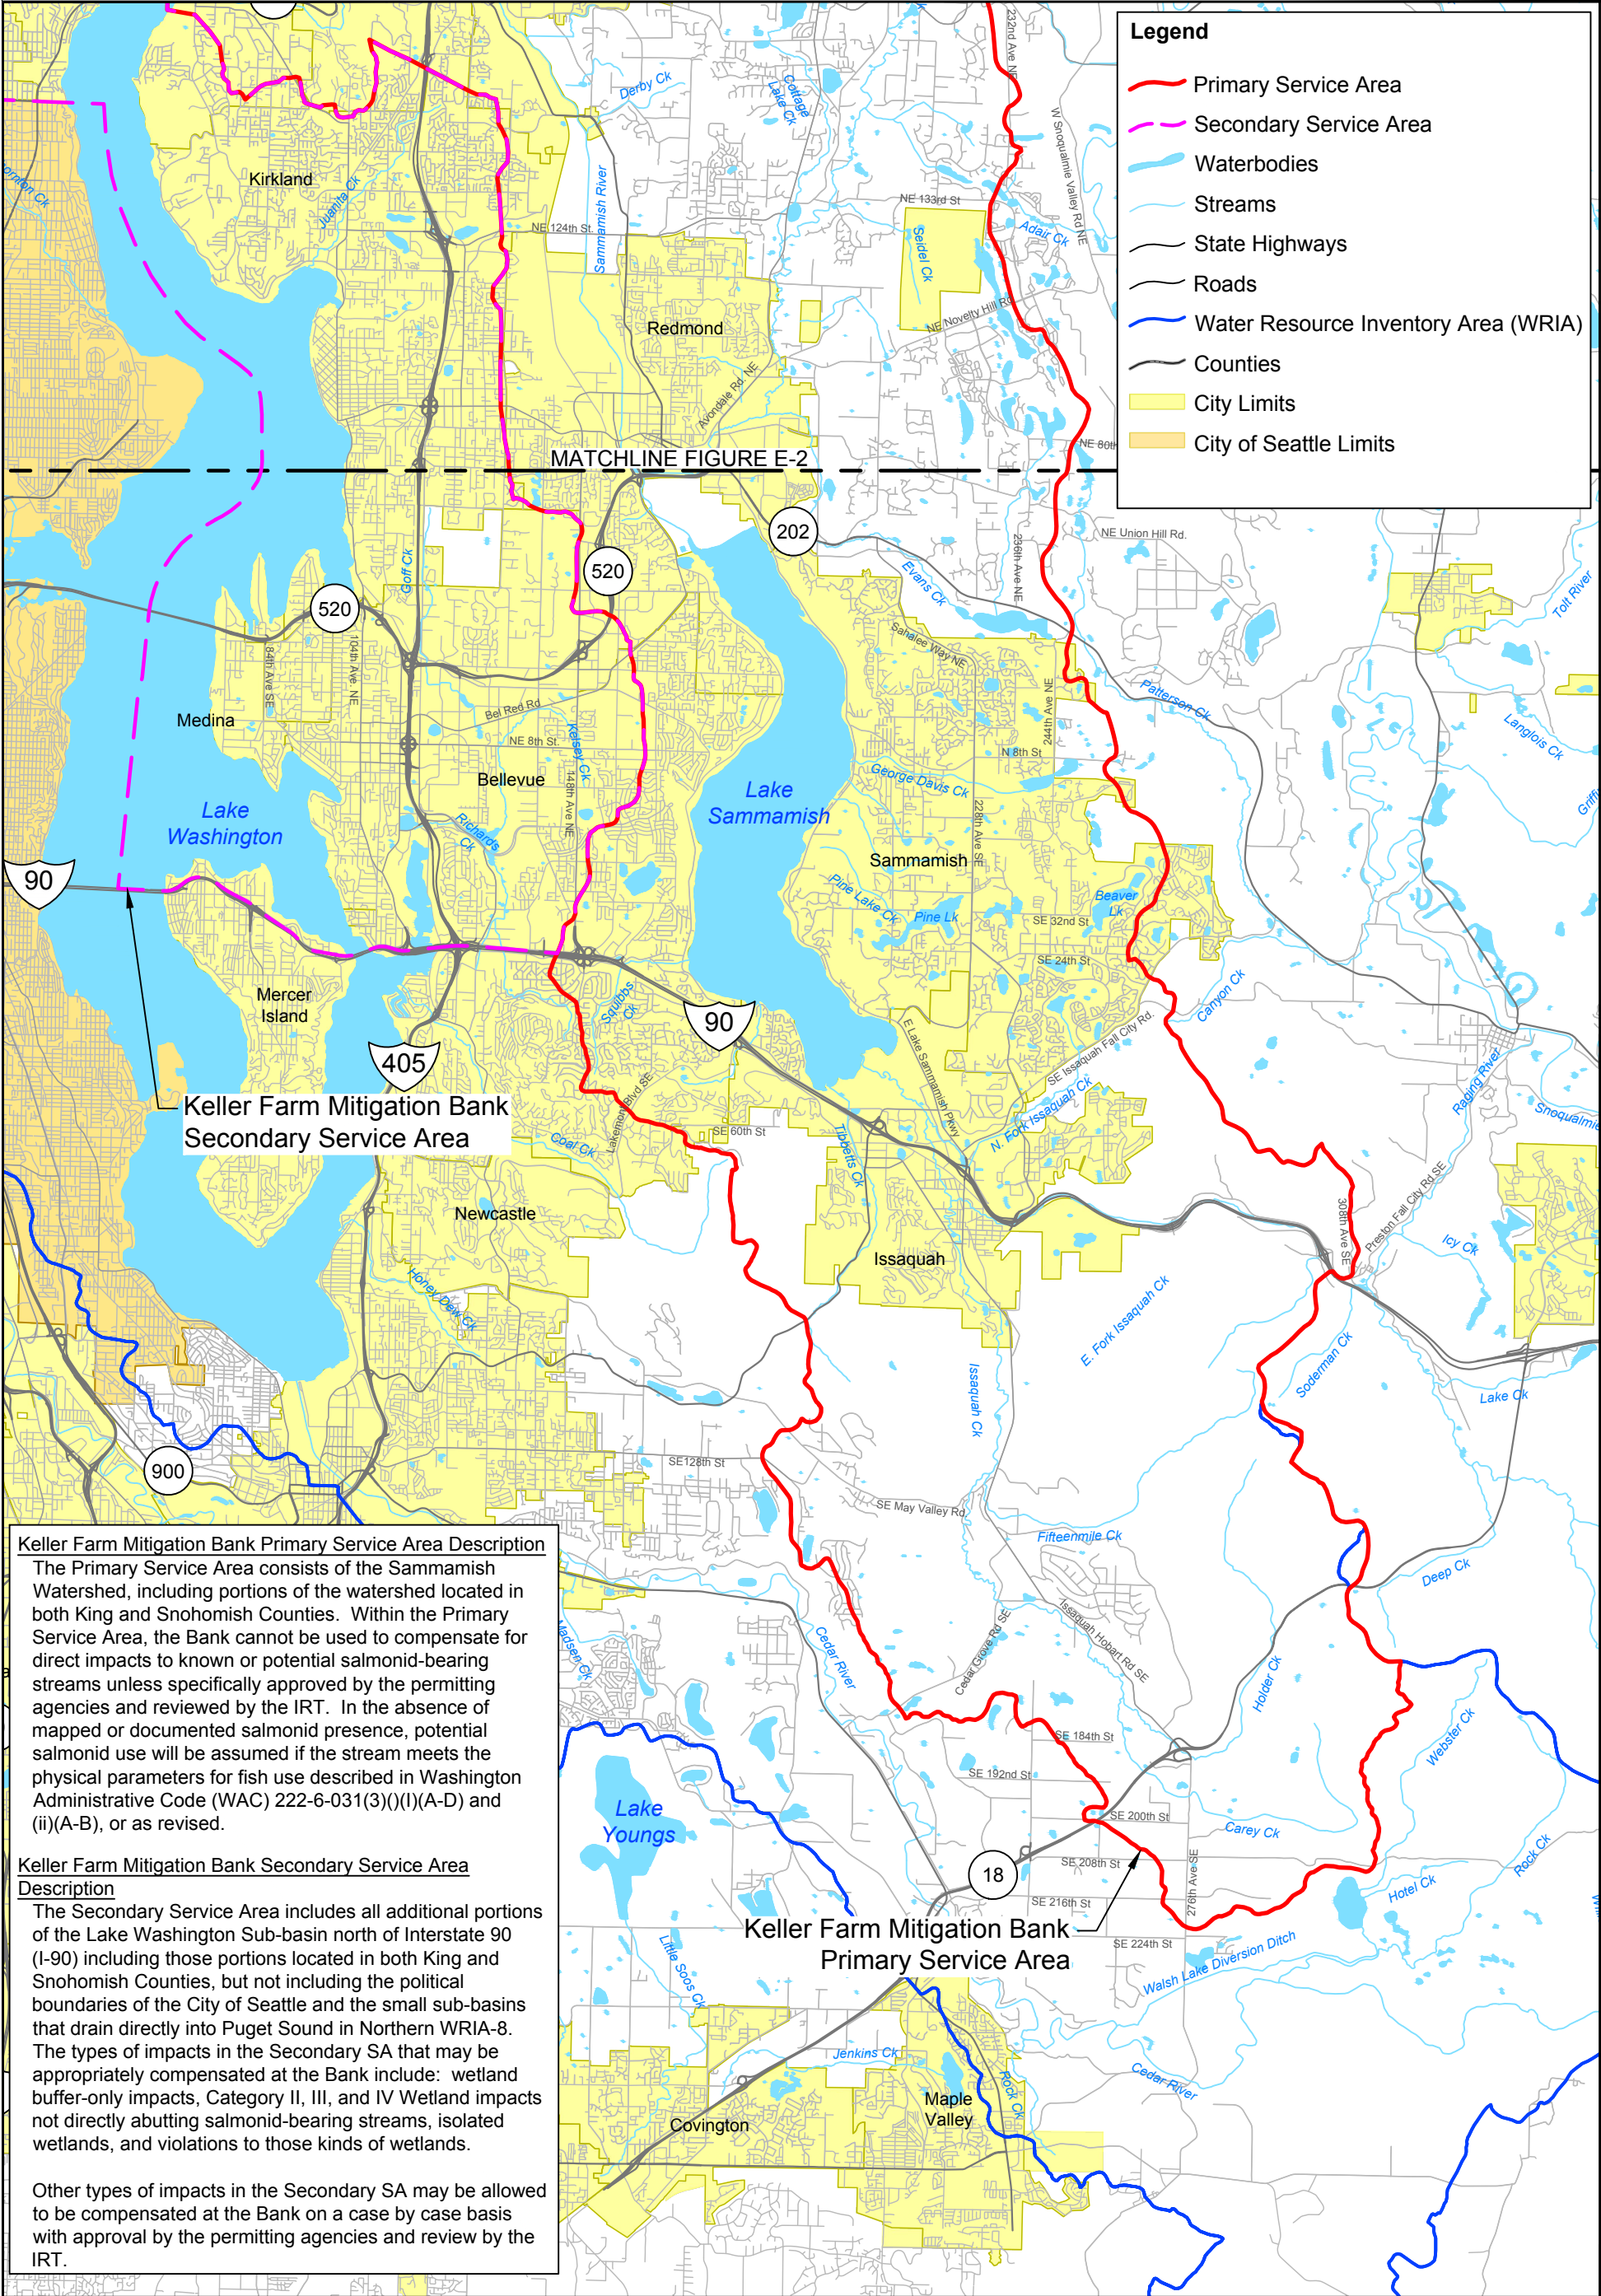 Legend
Primary Service Area
Secondary Service Area
Waterbodies
Streams
State Highways
Roads
Water Resource Inventory Area (WRIA)
Counties
City Limits
City of Seattle Limits
232nd Ave NE
W Snoqualmie Valley Rd NE
Derby Ck
Cottage
Lake Ck
Kirkland
Juanita Ck
Sammamish River
NE 124th St.
NE 133rd St
Seidel Ck
Adair Ck
NE Novelty Hill Rd
Redmond
Avondale Rd. NE
NE 80th
MATCHLINE FIGURE E-2
202
520
520
Goff Ck
Evans Ck
236th Ave NE
NE Union Hill Rd.
Tolt River
Sahalee Way NE
84th Ave SE
104th Ave NE
Patterson Ck
Langlois Ck
Medina
Bel Red Rd
NE 8th St
Kelsey Ck
148th Ave NE
Bellevue
244th Ave NE
N 8th St
George Davis Ck
Lake
Washington
Lake
Sammamish
Richards
Ck
228th Ave SE
Sammamish
90
Pine Lake Ck
Pine Lk
Beaver
Lk
SE 32nd St
SE 24th St
Mercer
Island
Squibbs
Ck
90
Canyon Ck
405
E Lake Sammamish Pkwy
SE Issaquah Fall City Rd.
N. Fork Issaquah Ck
Raging River
Keller Farm Mitigation Bank
Secondary Service Area
Lakemont Blvd SE
Coal Ck
SE 60th St
Tibbetts Ck
Newcastle
Issaquah
308th Ave SE
Preston Fall City Rd SE
Icy Ck
Honey Dew Ck
E. Fork Issaquah Ck
Soderman Ck
Lake Ck
Issaquah Ck
900
SE128th St
SE May Valley Rd.
Fifteenmile Ck
Deep Ck
Madsen Ck
Cedar River
Cedar Grove Rd SE
Issaquah Hobart Rd SE
Holder Ck
Webster Ck
SE 184th St
SE 192nd St
SE 200th St
Carey Ck
SE 208th St
Rock Ck
Lake
Youngs
18
SE 216th St
276th Ave SE
Hotel Ck
Keller Farm Mitigation Bank
Primary Service Area
SE 224th St
Walsh Lake Diversion Ditch
Little Soos Ck
Jenkins Ck
Rock Ck
Cedar River
Maple
Valley
Covington
Keller Farm Mitigation Bank Primary Service Area Description
The Primary Service Area consists of the Sammamish
Watershed, including portions of the watershed located in
both King and Snohomish Counties. Within the Primary
Service Area, the Bank cannot be used to compensate for
direct impacts to known or potential salmonid-bearing
streams unless specifically approved by the permitting
agencies and reviewed by the IRT. In the absence of
mapped or documented salmonid presence, potential
salmonid use will be assumed if the stream meets the
physical parameters for fish use described in Washington
Administrative Code (WAC) 222-6-031(3)()(I)(A-D) and
(ii)(A-B), or as revised.
Keller Farm Mitigation Bank Secondary Service Area
Description
The Secondary Service Area includes all additional portions
of the Lake Washington Sub-basin north of Interstate 90
(I-90) including those portions located in both King and
Snohomish Counties, but not including the political
boundaries of the City of Seattle and the small sub-basins
that drain directly into Puget Sound in Northern WRIA-8.
The types of impacts in the Secondary SA that may be
appropriately compensated at the Bank include: wetland
buffer-only impacts, Category II, III, and IV Wetland impacts
not directly abutting salmonid-bearing streams, isolated
wetlands, and violations to those kinds of wetlands.
Other types of impacts in the Secondary SA may be allowed
to be compensated at the Bank on a case by case basis
with approval by the permitting agencies and review by the
IRT.